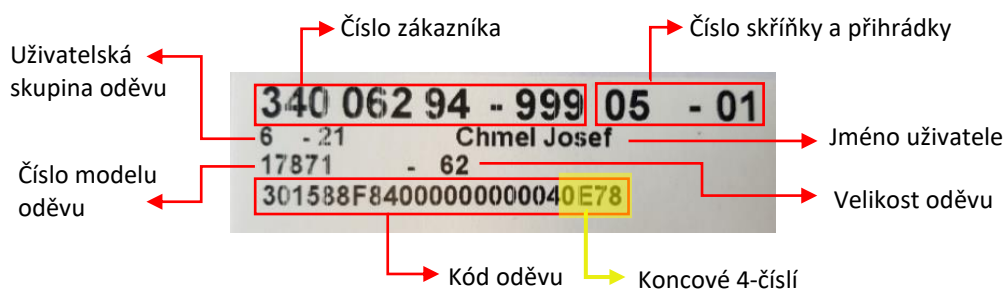 Číslo zákazníka
Číslo skříňky a přihrádky
Uživatelská
skupina oděvu
340 062 94 - 999 05 - 01
6 - 21 Chmel Josef
Jméno uživatele
17871 - 62
Číslo modelu
oděvu
Velikost oděvu
301588F84000000000040E78
Kód oděvu
Koncové 4-číslí